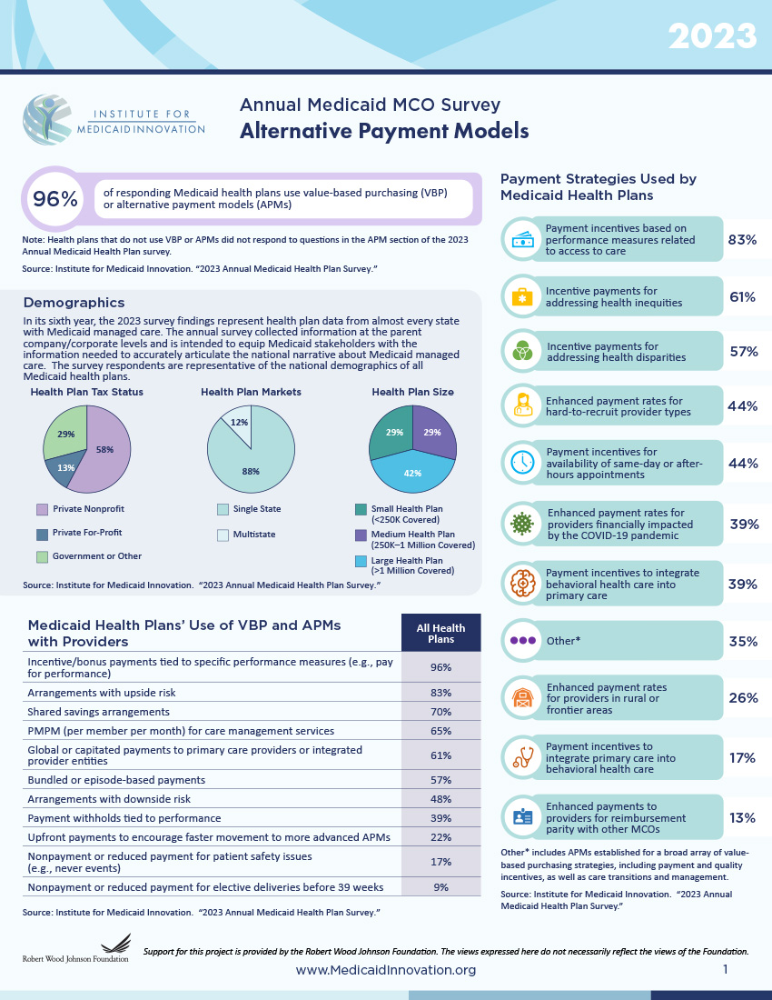 2023
INSTITUTE FOR
MEDICAID INNOVATION
Annual Medicaid MCO Survey
Alternative Payment Models
96%
of responding Medicaid health plans use value-based purchasing (VBP)
or alternative payment models (APMs)
Note: Health plans that do not use VBP or APMs did not respond to questions in the APM section of the 2023
Annual Medicaid Health Plan survey.
Source: Institute for Medicaid Innovation. “2023 Annual Medicaid Health Plan Survey.”
Demographics
In its sixth year, the 2023 survey findings represent health plan data from almost every state
with Medicaid managed care. The annual survey collected information at the parent
company/corporate levels and is intended to equip Medicaid stakeholders with the
information needed to accurately articulate the national narrative about Medicaid managed
care. The survey respondents are representative of the national demographics of all
Medicaid health plans.
Health Plan Tax Status
29%
58%
13%
Private Nonprofit
Private For-Profit
Government or Other
Health Plan Markets
12%
88%
Single State
Multistate
Health Plan Size
29%
29%
42%
Small Health Plan
(<250K Covered)
Medium Health Plan
(250K–1 Million Covered)
Large Health Plan
(>1 Million Covered)
Source: Institute for Medicaid Innovation. “2023 Annual Medicaid Health Plan Survey.”
Medicaid Health Plans’ Use of VBP and APMs
with Providers
All Health
Plans
Incentive/bonus payments tied to specific performance measures (e.g., pay
for performance)
96%
Arrangements with upside risk
83%
Shared savings arrangements
70%
PMPM (per member per month) for care management services
65%
Global or capitated payments to primary care providers or integrated
provider entities
61%
Bundled or episode-based payments
57%
Arrangements with downside risk
48%
Payment withholds tied to performance
39%
Upfront payments to encourage faster movement to more advanced APMs
22%
Nonpayment or reduced payment for patient safety issues
(e.g., never events)
17%
Nonpayment or reduced payment for elective deliveries before 39 weeks
9%
Source: Institute for Medicaid Innovation. “2023 Annual Medicaid Health Plan Survey.”
Payment Strategies Used by
Medicaid Health Plans
Payment incentives based on
performance measures related
to access to care
83%
Incentive payments for
addressing health inequities
61%
Incentive payments for
addressing health disparities
57%
Enhanced payment rates for
hard-to-recruit provider types
44%
Payment incentives for
availability of same-day or after-
hours appointments
44%
Enhanced payment rates for
providers financially impacted
by the COVID-19 pandemic
39%
Payment incentives to integrate
behavioral health care into
primary care
39%
Other*
35%
Enhanced payment rates
for providers in rural or
frontier areas
26%
Payment incentives to
integrate primary care into
behavioral health care
17%
Enhanced payments to
providers for reimbursement
parity with other MCOs
13%
Other* includes APMs established for a broad array of value-
based purchasing strategies, including payment and quality
incentives, as well as care transitions and management.
Source: Institute for Medicaid Innovation. “2023 Annual
Medicaid Health Plan Survey.”
Robert Wood Johnson Foundation
Support for this project is provided by the Robert Wood Johnson Foundation. The views expressed here do not necessarily reflect the views of the Foundation.
www.MedicaidInnovation.org
1